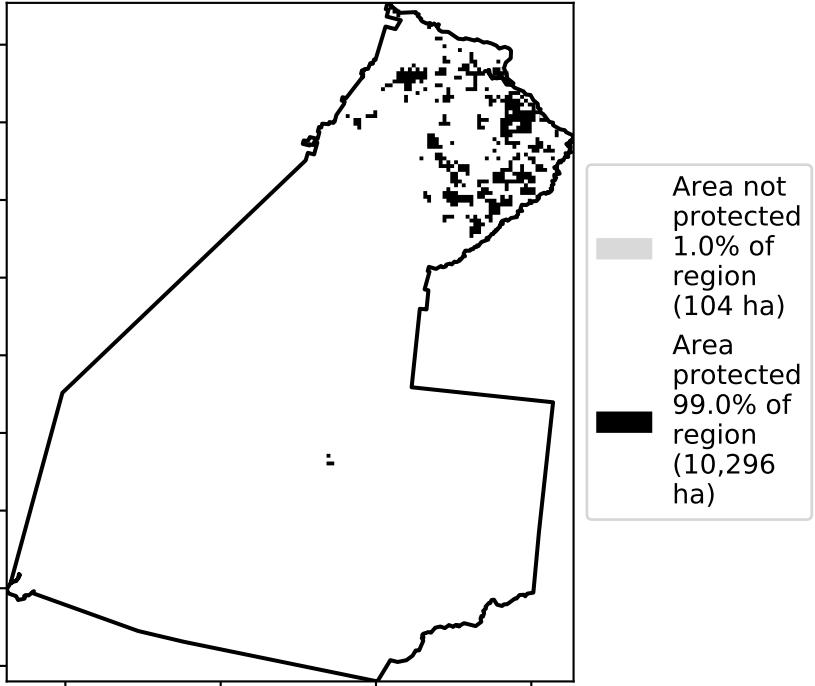 Area not
protected
1.0% of
region
(104 ha)
Area
protected
99.0% of
region
(10,296
ha)